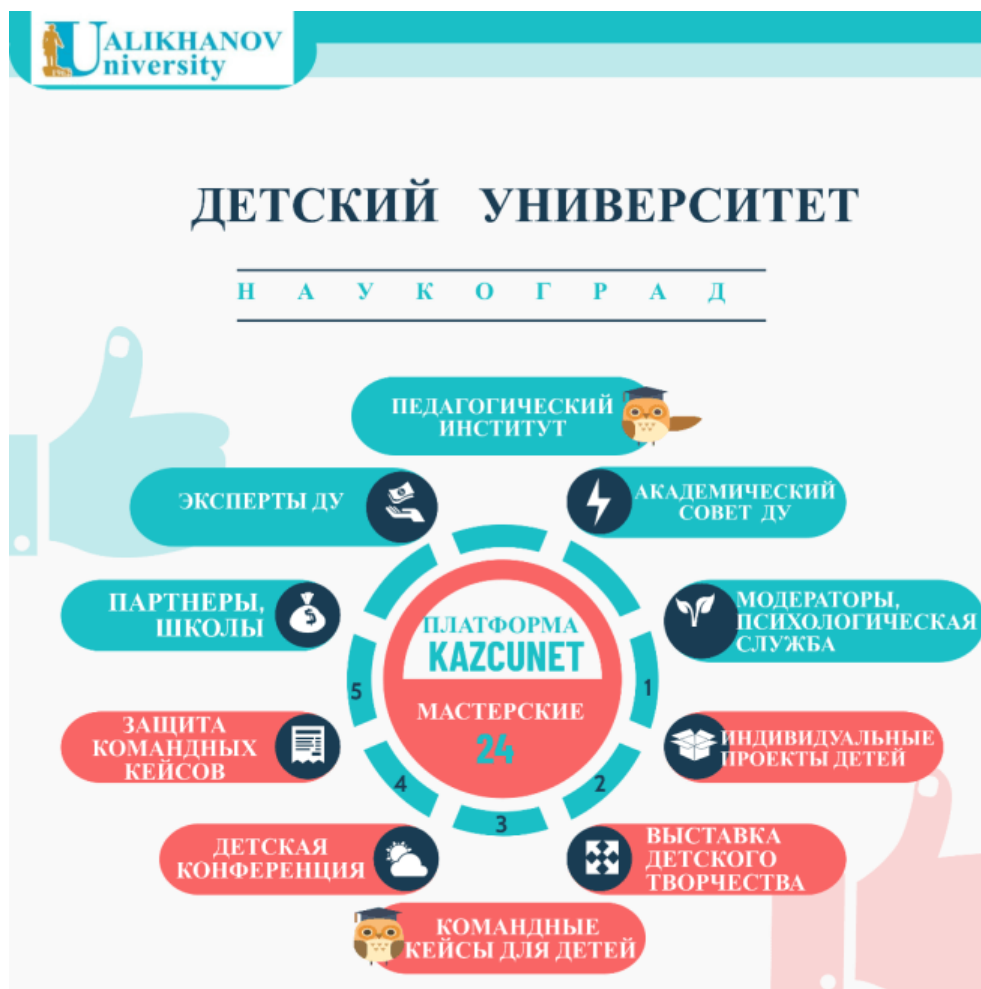 UALIKHANOV
University
1962
ДЕТСКИЙ УНИВЕРСИТЕТ
НАУКОГРАД
ПЕДАГОГИЧЕСКИЙ
ИНСТИТУТ
ЭКСПЕРТЫ ДУ
АКАДЕМИЧЕСКИЙ
СОВЕТ ДУ
ПАРТНЕРЫ,
ШКОЛЫ
МОДЕРАТОРЫ,
ПСИХОЛОГИЧЕСКАЯ
СЛУЖБА
ПЛАТФОРМА
KAZCUNET
МАСТЕРСКИЕ
24
5
1
4
2
3
ЗАЩИТА
КОМАНДНЫХ
КЕЙСОВ
ИНДИВИДУАЛЬНЫЕ
ПРОЕКТЫ ДЕТЕЙ
ДЕТСКАЯ
КОНФЕРЕНЦИЯ
ВЫСТАВКА
ДЕТСКОГО
ТВОРЧЕСТВА
КОМАНДНЫЕ
КЕЙСЫ ДЛЯ ДЕТЕЙ